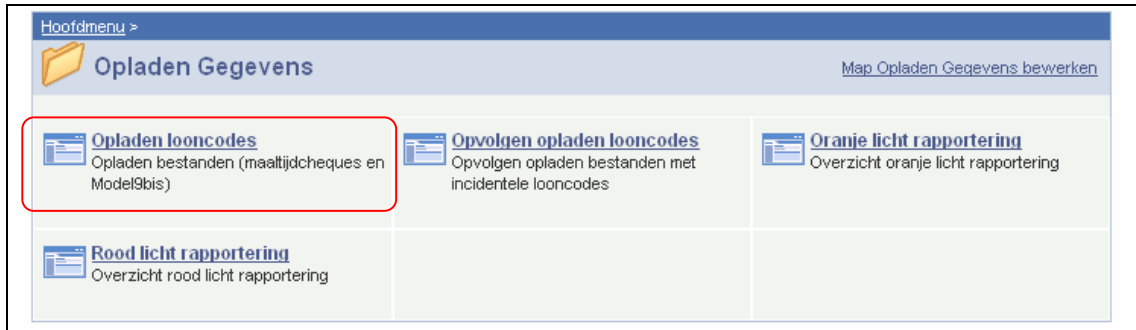 Hoofdmenu >
Opladen Gegevens
Map Opladen Gegevens bewerken
Opladen looncodes
Opladen bestanden (maaltijdcheques en
Model9bis)
Opvolgen opladen looncodes
Opvolgen opladen bestanden met
incidentele looncodes
Oranje licht rapportering
Overzicht oranje licht rapportering
Rood licht rapportering
Overzicht rood licht rapportering